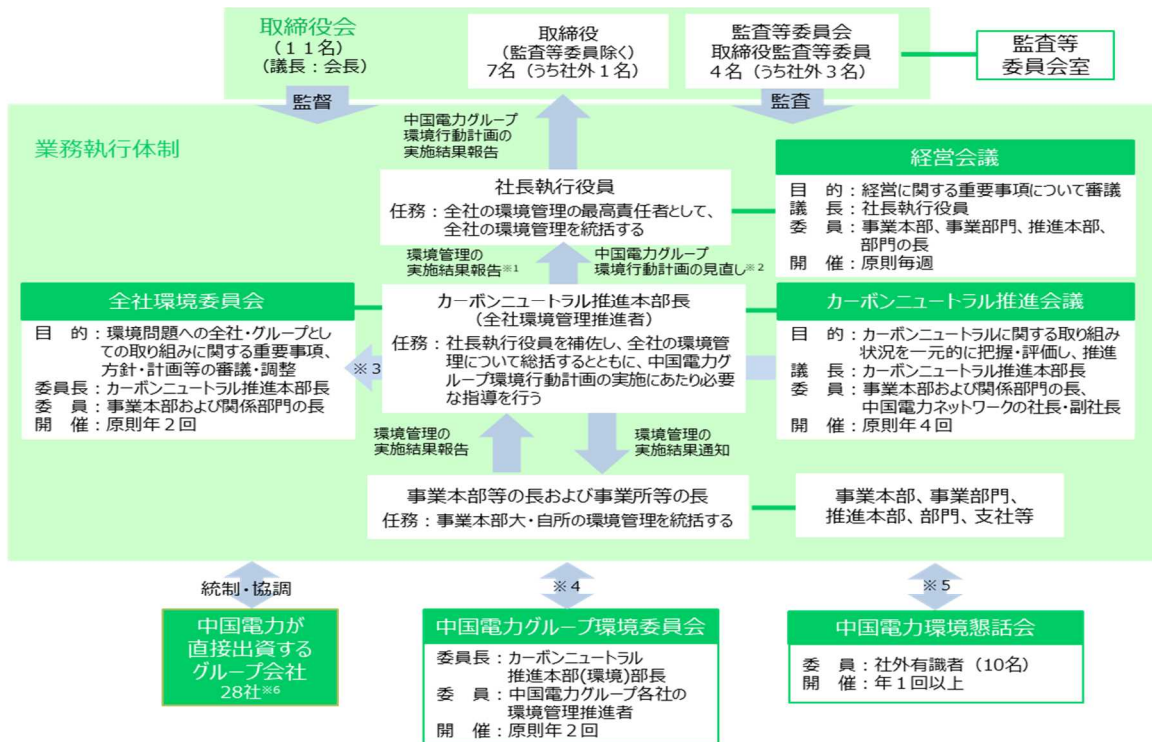 取締役会
(11名)
(議長：会長)
取締役
(監査等委員除く)
7名（うち社外1名）
監査等委員会
取締役監査等委員
4名（うち社外3名）
監査等
委員会室
監督
監査
業務執行体制
中国電力グループ
環境行動計画の
実施結果報告
社長執行役員
任務：全社の環境管理の最高責任者として、
全社の環境管理を統括する
経営会議
目　的：経営に関する重要事項について審議
議　長：社長執行役員
委　員：事業本部、事業部門、推進本部、
部門の長
開　催：原則毎週
環境管理の
実施結果報告※1
中国電力グループ
環境行動計画の見直し※2
全社環境委員会
目　的：環境問題への全社・グループとし
ての取り組みに関する重要事項、
方針・計画等の審議・調整
委員長：カーボンニュートラル推進本部長
委　員：事業本部および関係部門の長
開　催：原則年２回
※3
カーボンニュートラル推進本部長
(全社環境管理推進者)
任務：社長執行役員を補佐し、全社の環境管
理について総括するとともに、中国電力グ
ループ環境行動計画の実施にあたり必要
な指導を行う
カーボンニュートラル推進会議
目　的：カーボンニュートラルに関する取り組み
状況を一元的に把握・評価し、推進
議　長：カーボンニュートラル推進本部長
委　員：事業本部および関係部門の長、
中国電力ネットワークの社長・副社長
開　催：原則年４回
環境管理の
実施結果報告
環境管理の
実施結果通知
事業本部等の長および事業所等の長
任務：事業本部大・自所の環境管理を統括する
事業本部、事業部門、
推進本部、部門、支社等
統制・協調
※4
※5
中国電力が
直接出資する
グループ会社
28社※6
中国電力グループ環境委員会
委員長：カーボンニュートラル
推進本部(環境)部長
委　員：中国電力グループ各社の
環境管理推進者
開　催：原則年２回
中国電力環境懇話会
委　員：社外有識者（10名）
開　催：年１回以上